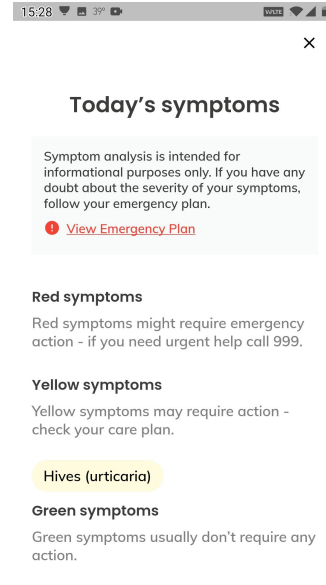 15:28 39° VoLTE
Today's symptoms
Symptom analysis is intended for
informational purposes only. If you have any
doubt about the severity of your symptoms,
follow your emergency plan.
View Emergency Plan
Red symptoms
Red symptoms might require emergency
action - if you need urgent help call 999.
Yellow symptoms
Yellow symptoms may require action -
check your care plan.
Hives (urticaria)
Green symptoms
Green symptoms usually don't require any
action.